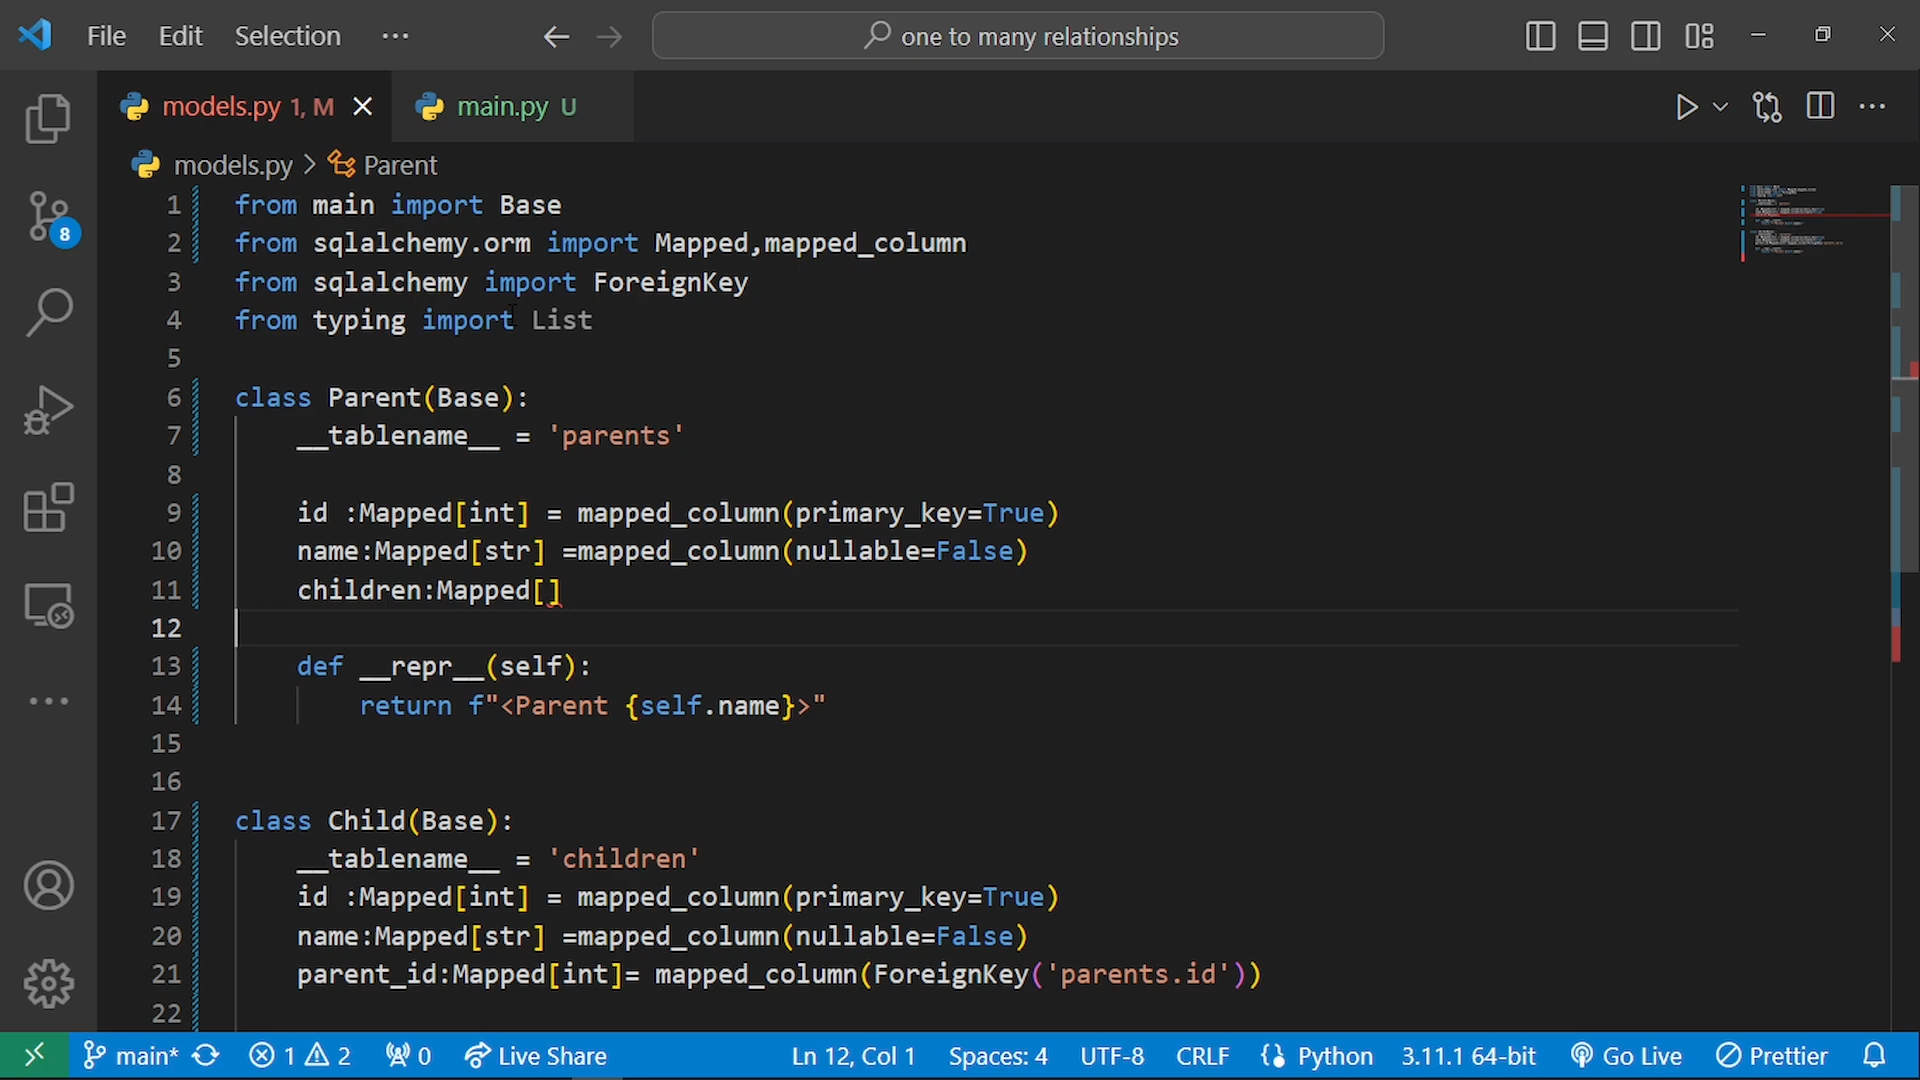 File Edit Selection ···
one to many relationships
models.py 1, M
main.py U
models.py > Parent
8
1 from main import Base
2 from sqlalchemy.orm import Mapped,mapped_column
3 from sqlalchemy import ForeignKey
4 from typing import List
5
6 class Parent(Base):
7 __tablename__ = 'parents'
8
9 id :Mapped[int] = mapped_column(primary_key=True)
10 name:Mapped[str] =mapped_column(nullable=False)
11 children:Mapped[]
12
13 def __repr__(self):
14 return f"<Parent {self.name}>"
15
16
17 class Child(Base):
18 __tablename__ = 'children'
19 id :Mapped[int] = mapped_column(primary_key=True)
20 name:Mapped[str] =mapped_column(nullable=False)
21 parent_id:Mapped[int]= mapped_column(ForeignKey('parents.id'))
22
main* 1 2 0 Live Share Ln 12, Col 1 Spaces: 4 UTF-8 CRLF Python 3.11.1 64-bit Go Live Prettier